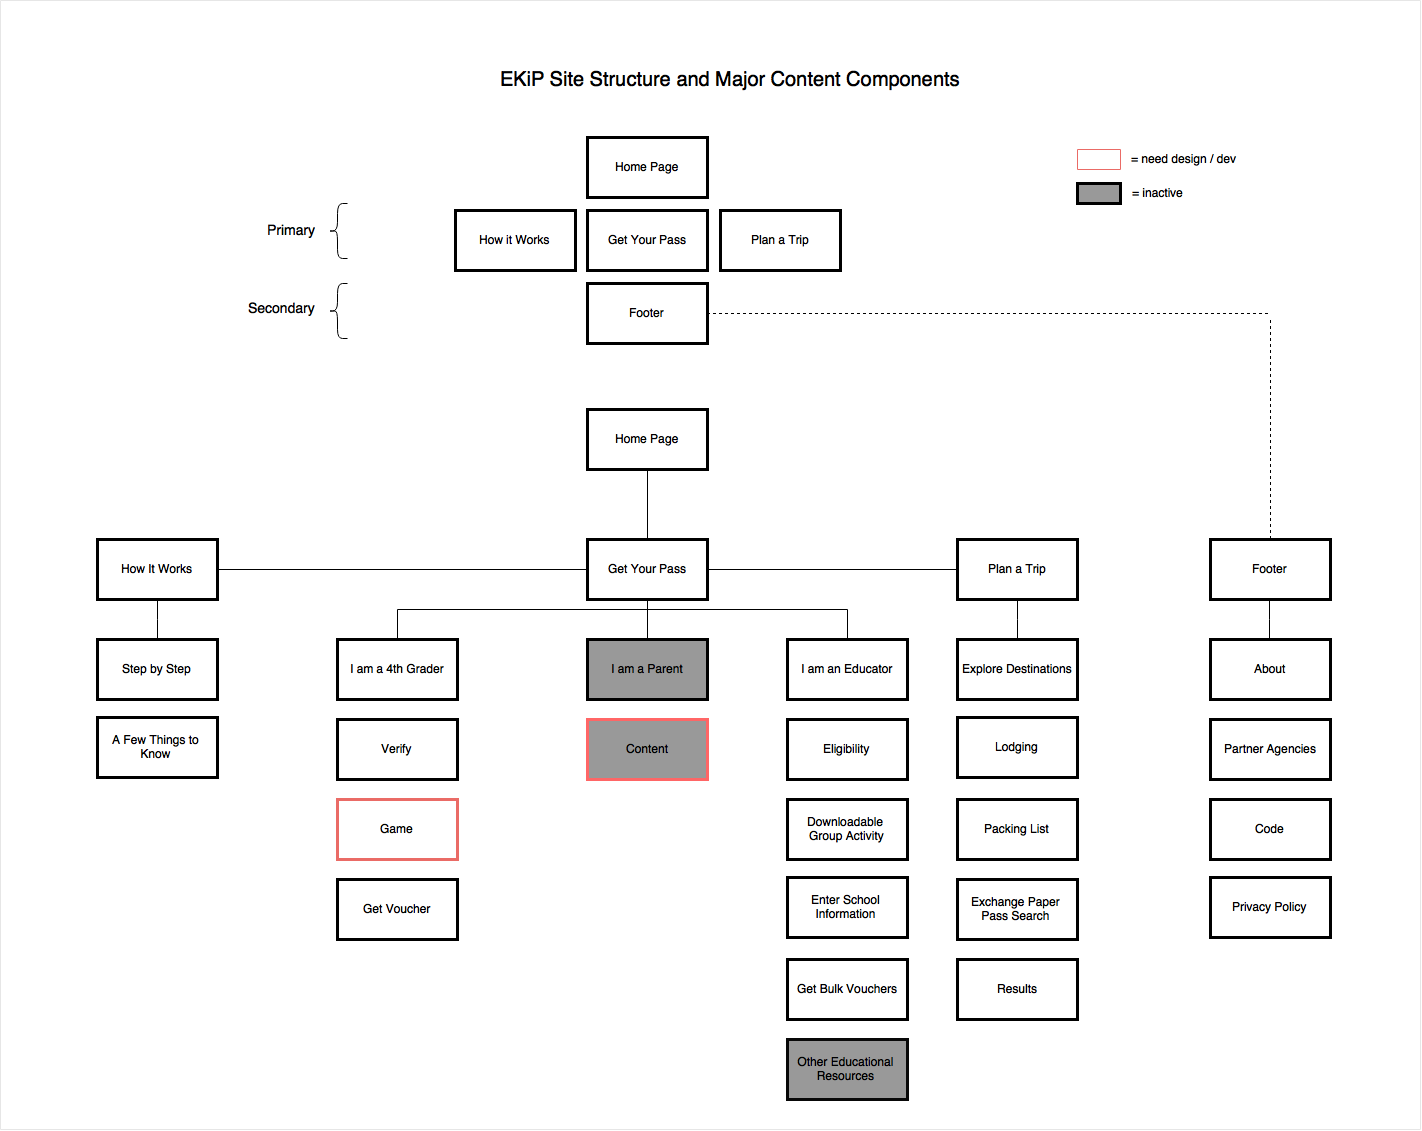 EKiP Site Structure and Major Content Components
Home Page
= need design / dev
= inactive
Primary
How it Works
Get Your Pass
Plan a Trip
Secondary
Footer
Home Page
How It Works
Get Your Pass
Plan a Trip
Footer
Step by Step
I am a 4th Grader
I am a Parent
I am an Educator
Explore Destinations
About
A Few Things to
Know
Verify
Content
Eligibility
Lodging
Partner Agencies
Game
Downloadable
Group Activity
Packing List
Code
Get Voucher
Enter School
Information
Exchange Paper
Pass Search
Privacy Policy
Get Bulk Vouchers
Results
Other Educational
Resources